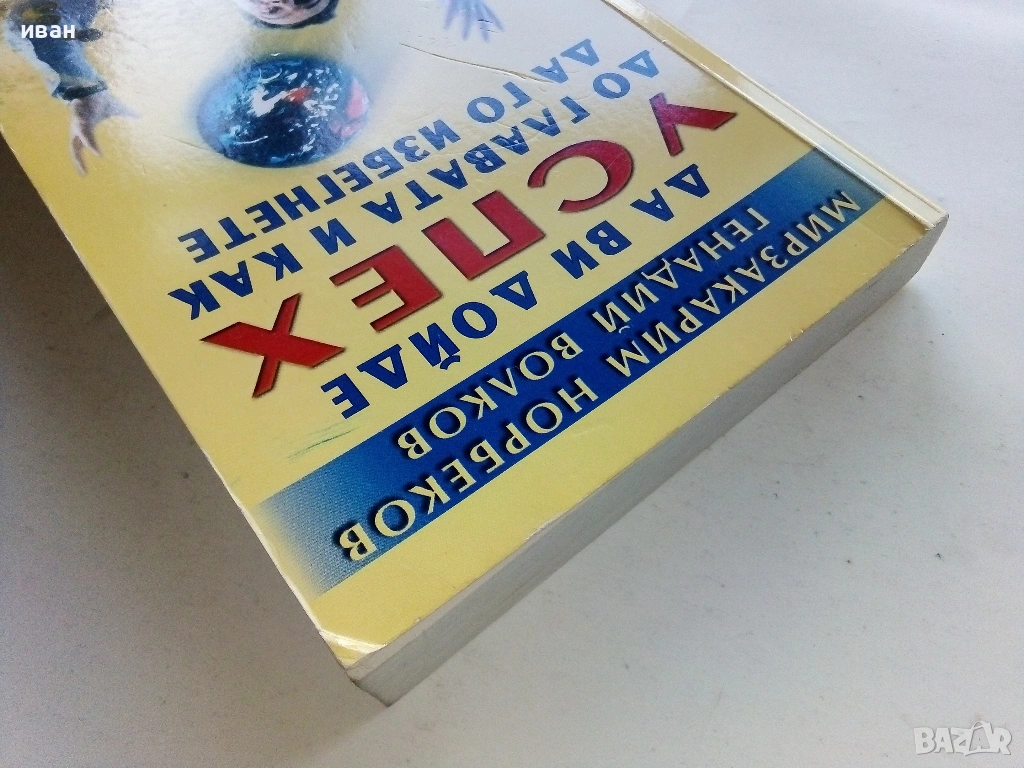 иван
МИРЗАКАРИМ НОРБЕКОВ
ГЕНАДИЙ ВОЛКОВ
ДА ВИ ДОЙДЕ
УСПЕХ
ДО ГЛАВАТА И КАК
ДА ГО ИЗБЕГНЕТЕ
BAZAR